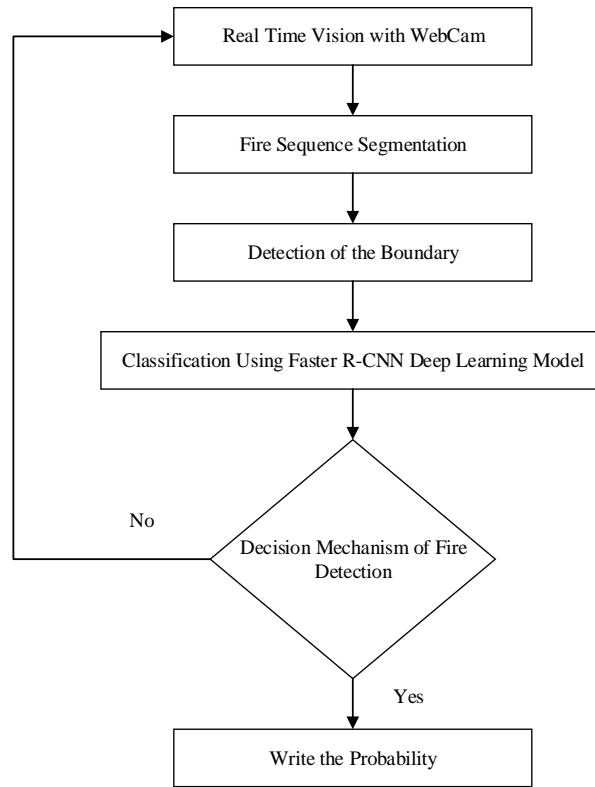 Real Time Vision with WebCam
Fire Sequence Segmentation
Detection of the Boundary
Classification Using Faster R-CNN Deep Learning Model
No
Decision Mechanism of Fire
Detection
Yes
Write the Probability